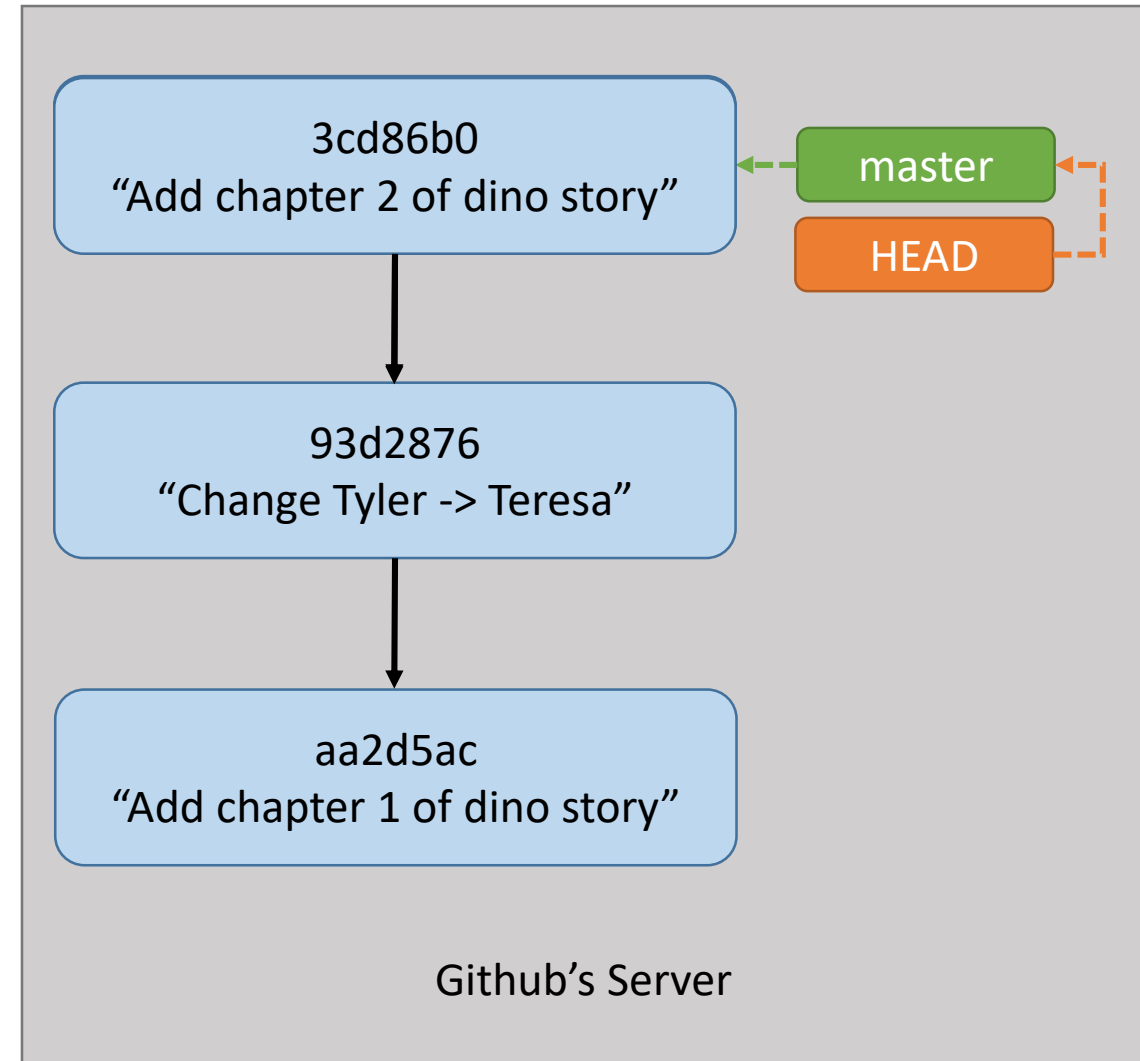 3cd86b0
“Add chapter 2 of dino story”
master
HEAD
93d2876
“Change Tyler -> Teresa”
aa2d5ac
“Add chapter 1 of dino story”
Github’s Server